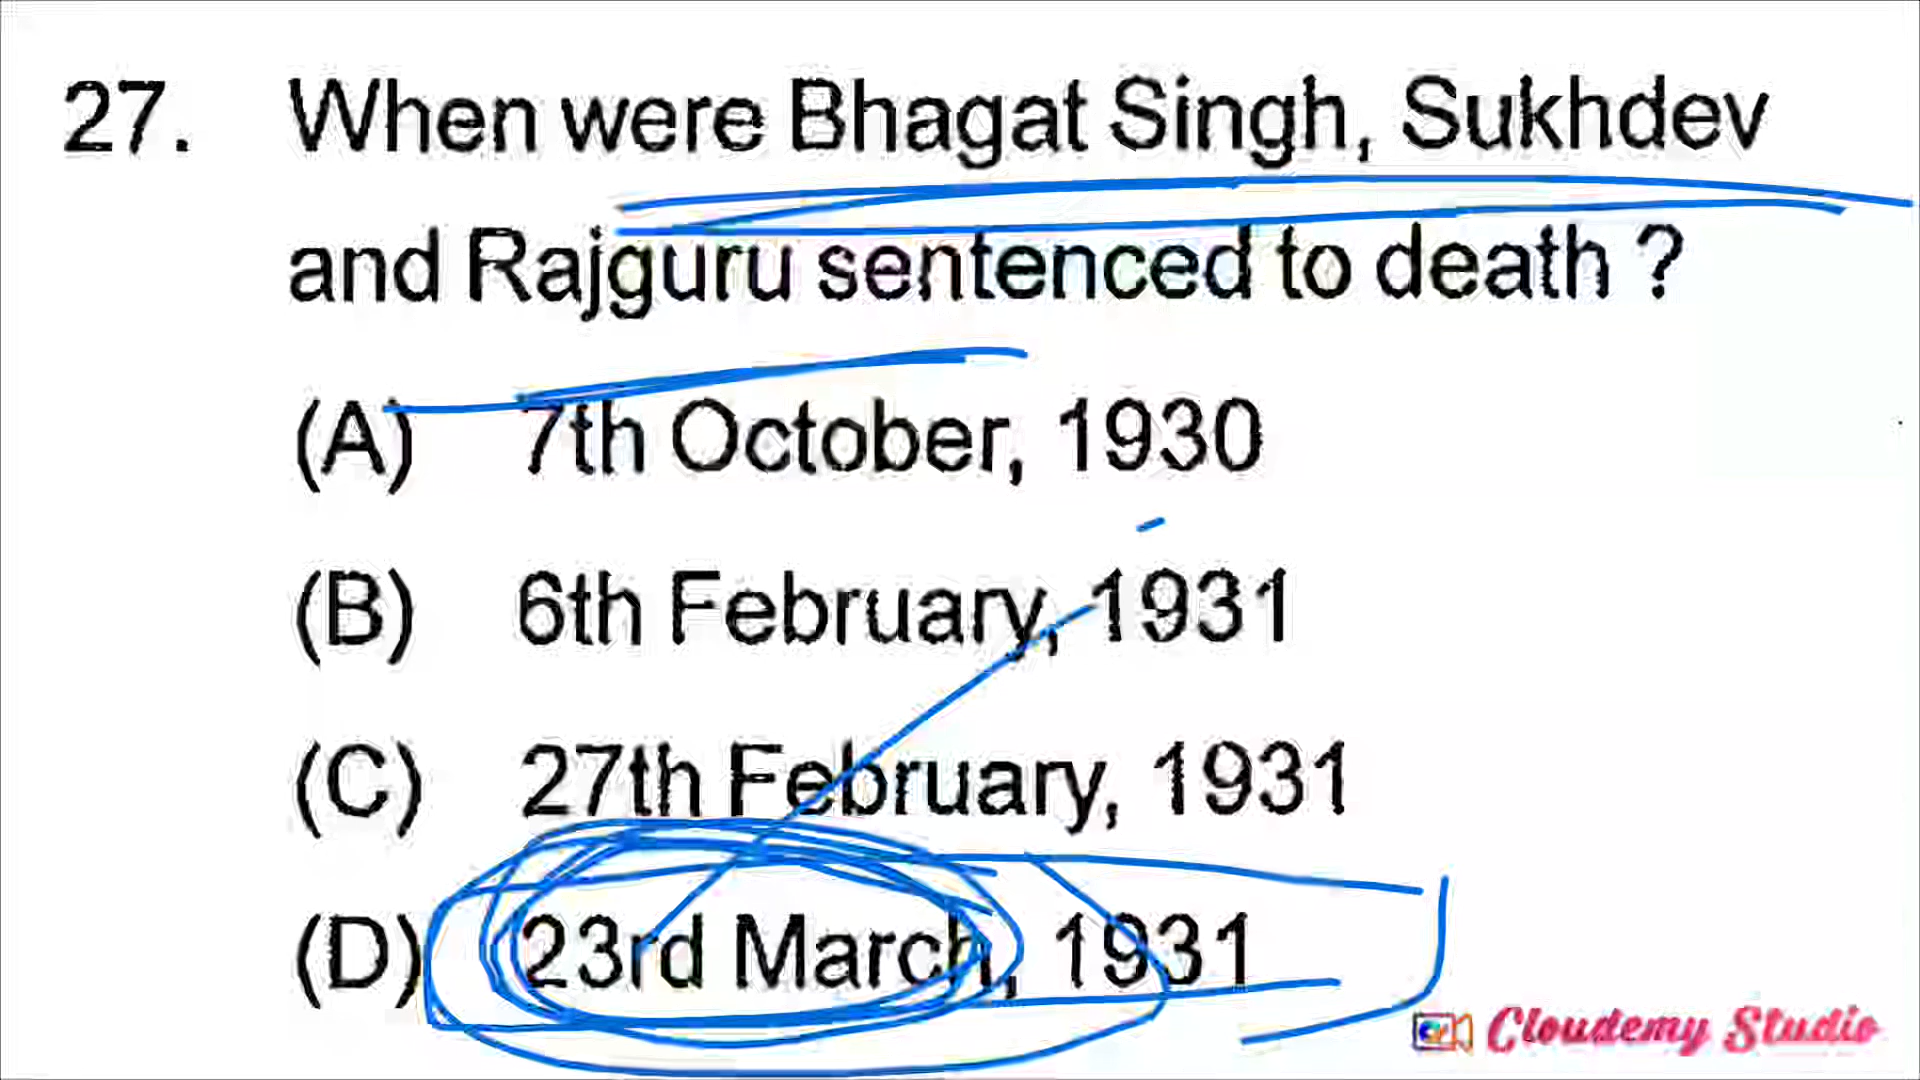 27. When were Bhagat Singh, Sukhdev
and Rajguru sentenced to death ?
(A) 7th October, 1930
(B) 6th February, 1931
(C) 27th February, 1931
(D) 23rd March, 1931
Cloudemy Studio